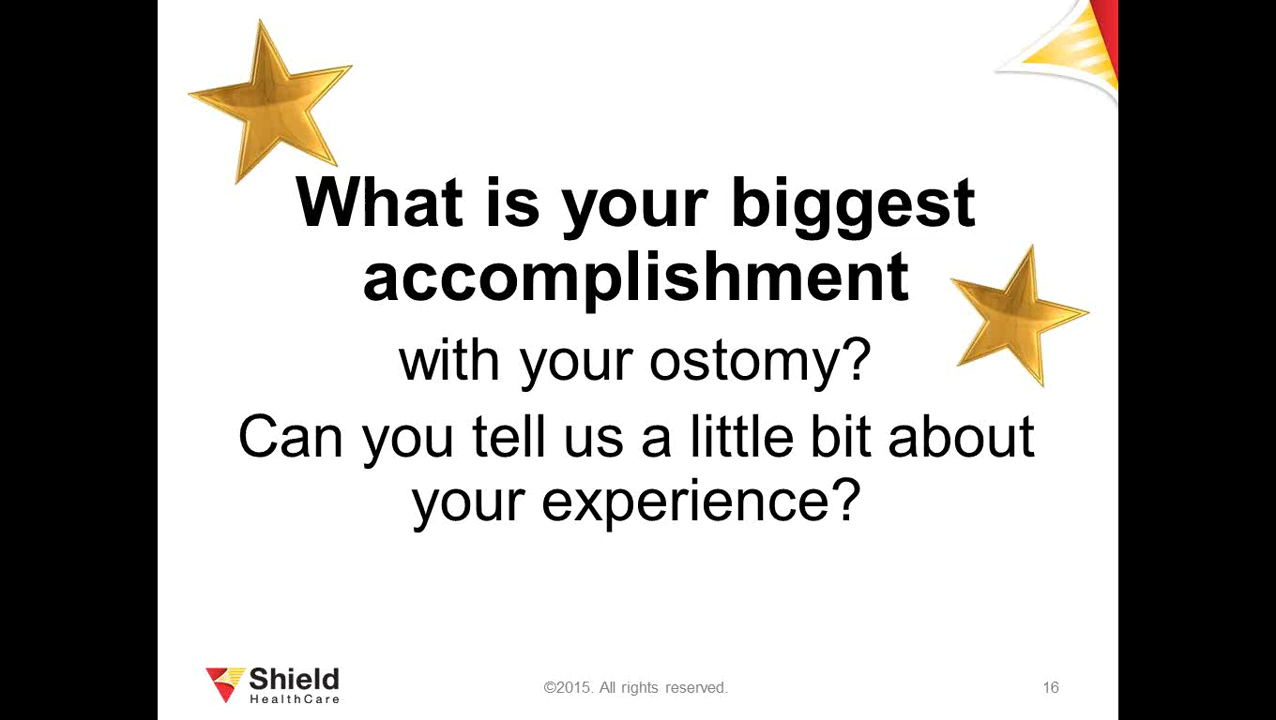 What is your biggest
accomplishment
with your ostomy?
Can you tell us a little bit about
your experience?
Shield
HealthCare
©2015. All rights reserved.
16